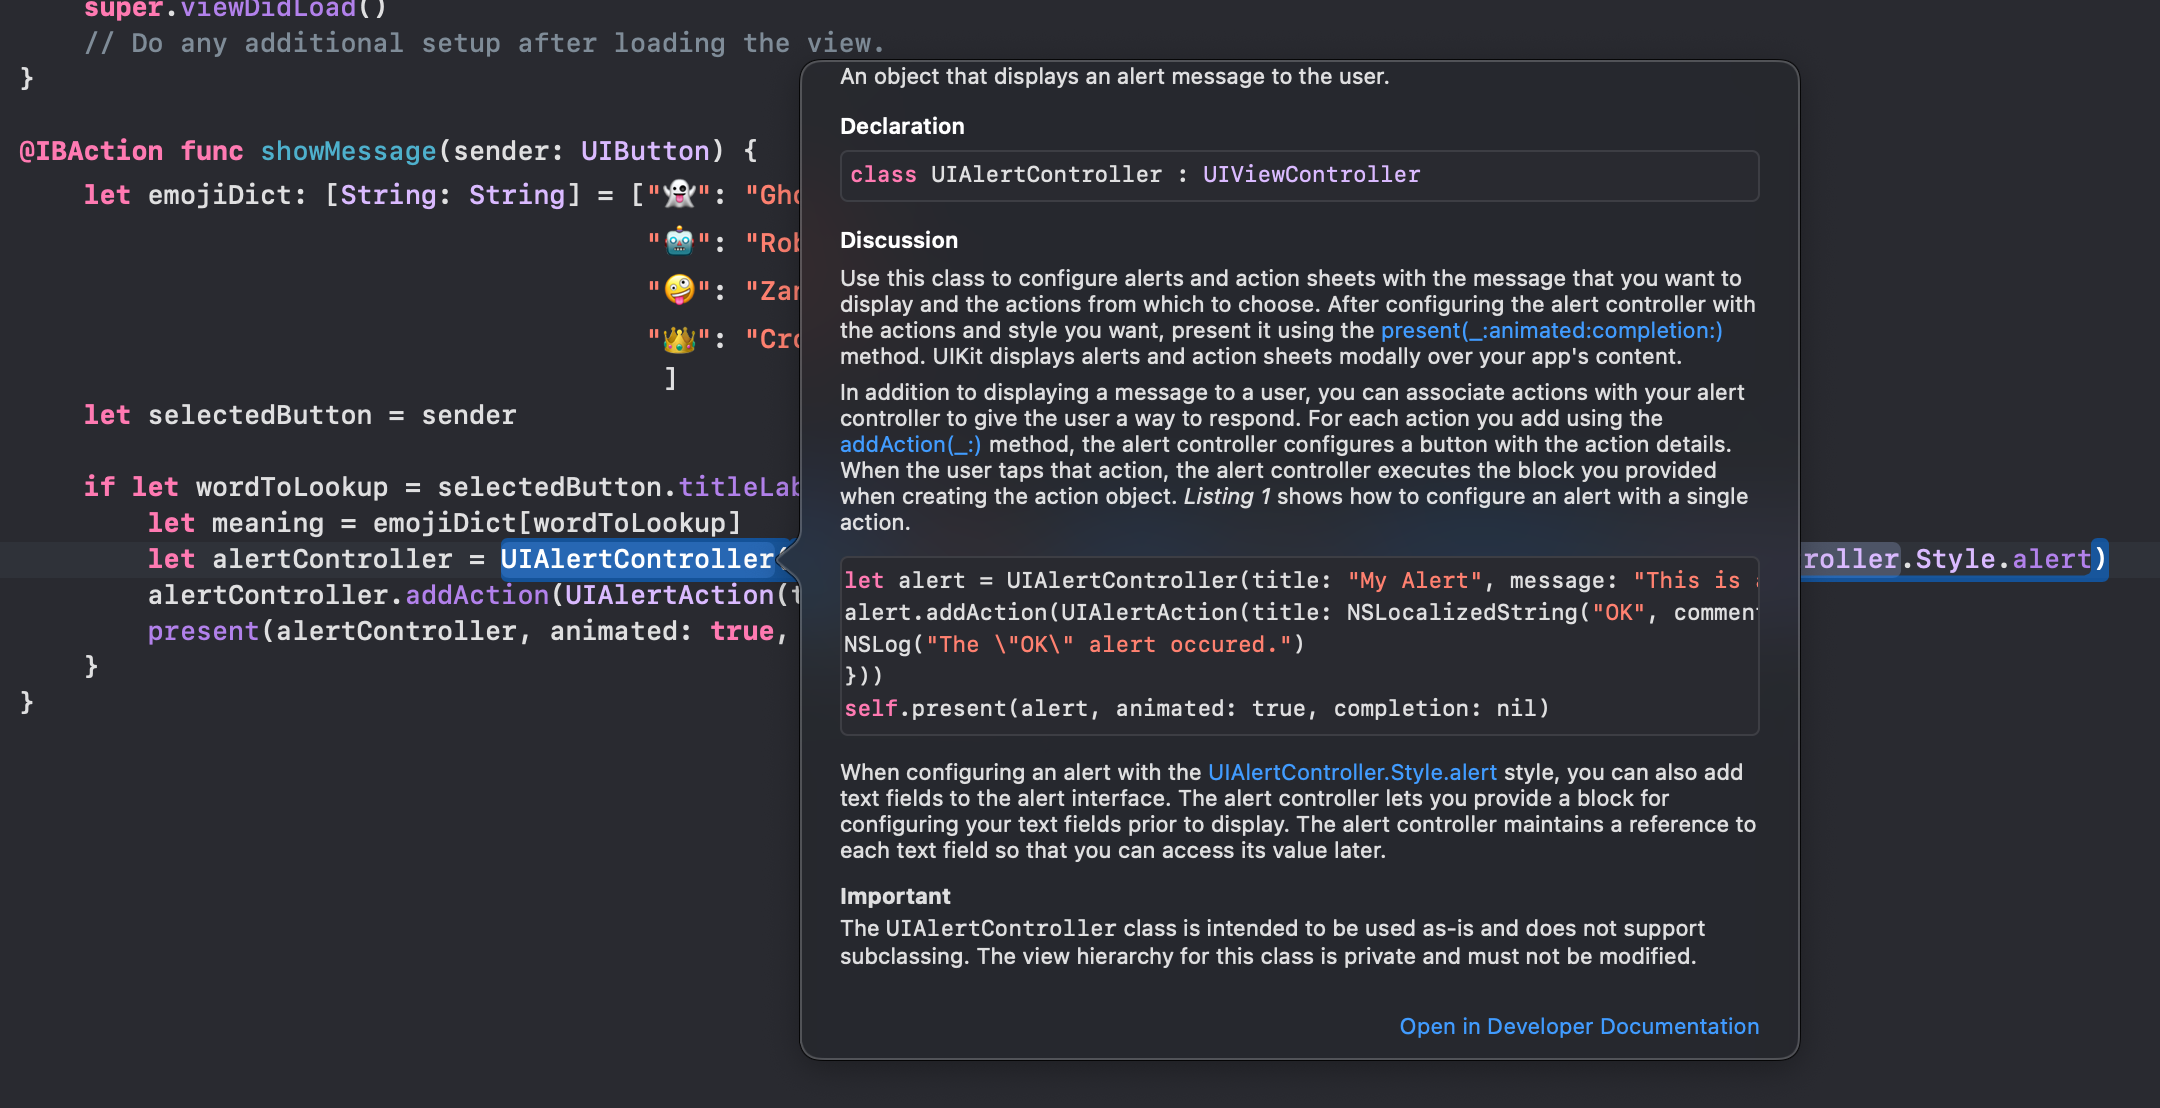 super.viewDidLoad()
// Do any additional setup after loading the view.
}
@IBAction func showMessage(sender: UIButton) {
let emojiDict: [String: String] = ["👻": "Gho
"🤖": "Rob
"🤪": "Zan
"👑": "Cro
]
let selectedButton = sender
if let wordToLookup = selectedButton.titleLab
let meaning = emojiDict[wordToLookup]
let alertController = UIAlertController(
roller.Style.alert)
alertController.addAction(UIAlertAction(t
present(alertController, animated: true,
}
}
An object that displays an alert message to the user.
Declaration
class UIAlertController : UIViewController
Discussion
Use this class to configure alerts and action sheets with the message that you want to
display and the actions from which to choose. After configuring the alert controller with
the actions and style you want, present it using the present(_:animated:completion:)
method. UIKit displays alerts and action sheets modally over your app's content.
In addition to displaying a message to a user, you can associate actions with your alert
controller to give the user a way to respond. For each action you add using the
addAction(_:) method, the alert controller configures a button with the action details.
When the user taps that action, the alert controller executes the block you provided
when creating the action object. Listing 1 shows how to configure an alert with a single
action.
let alert = UIAlertController(title: "My Alert", message: "This is a
alert.addAction(UIAlertAction(title: NSLocalizedString("OK", commen
NSLog("The \"OK\" alert occured.")
}))
self.present(alert, animated: true, completion: nil)
When configuring an alert with the UIAlertController.Style.alert style, you can also add
text fields to the alert interface. The alert controller lets you provide a block for
configuring your text fields prior to display. The alert controller maintains a reference to
each text field so that you can access its value later.
Important
The UIAlertController class is intended to be used as-is and does not support
subclassing. The view hierarchy for this class is private and must not be modified.
Open in Developer Documentation